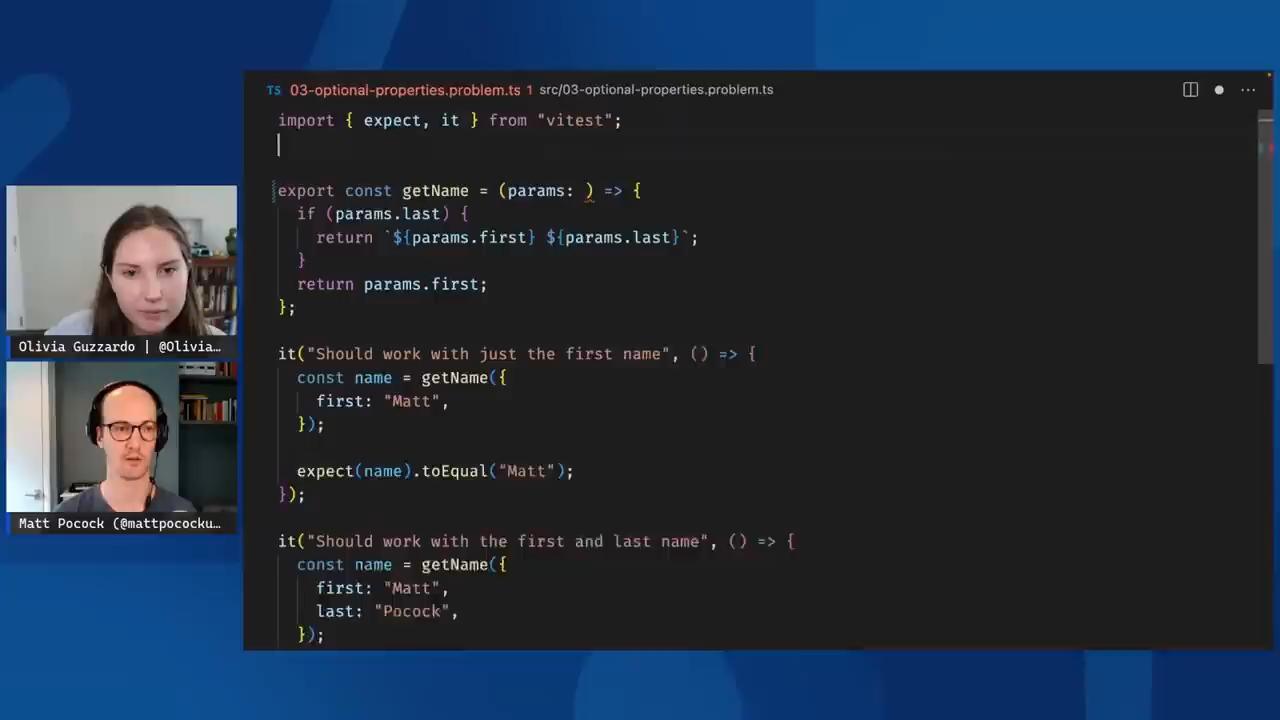 TS 03-optional-properties.problem.ts 1 src/03-optional-properties.problem.ts
import { expect, it } from "vitest";
export const getName = (params: ) => {
if (params.last) {
return `${params.first} ${params.last}`;
}
return params.first;
};
it("Should work with just the first name", () => {
const name = getName({
first: "Matt",
});
expect(name).toEqual("Matt");
});
it("Should work with the first and last name", () => {
const name = getName({
first: "Matt",
last: "Pocock",
});
Olivia Guzzardo | @Olivia…
Matt Pocock (@mattpococku…